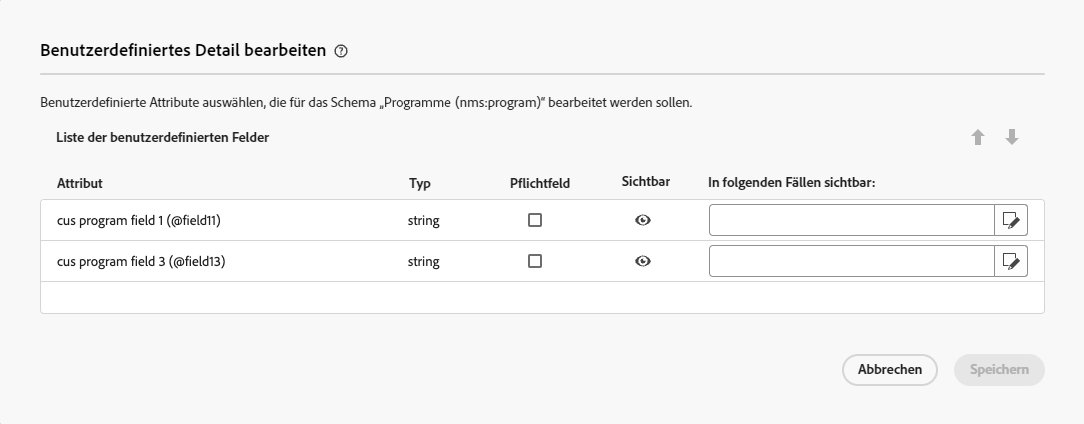 Benutzerdefiniertes Detail bearbeiten
Benutzerdefinierte Attribute auswählen, die für das Schema „Programme (nms:program)“ bearbeitet werden sollen.
Liste der benutzerdefinierten Felder
Attribut Typ Pflichtfeld Sichtbar In folgenden Fällen sichtbar:
cus program field 1 (@field11) string
cus program field 3 (@field13) string
Abbrechen Speichern